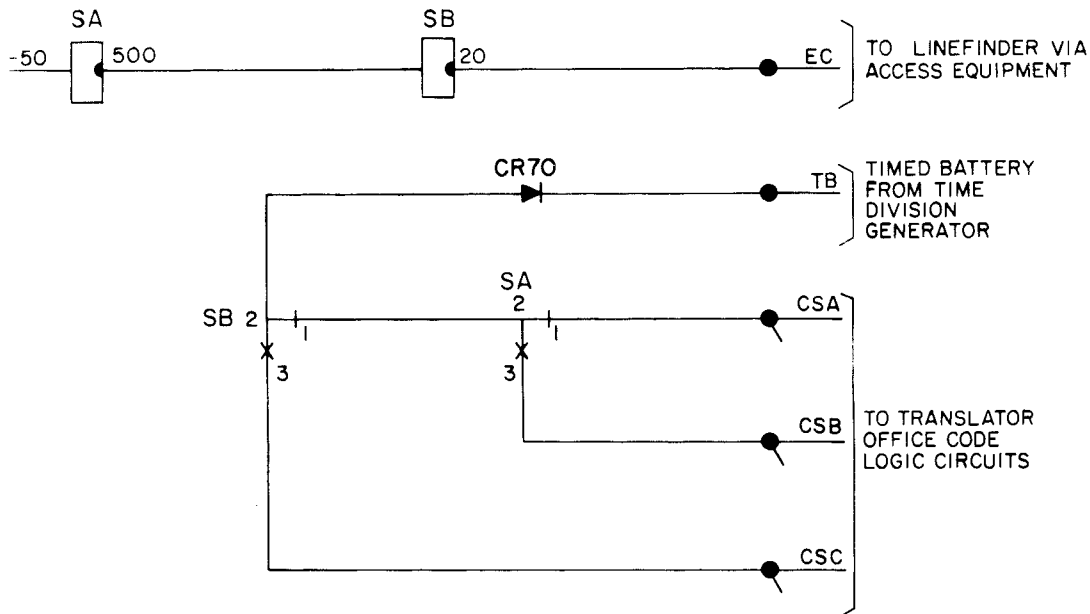 SA
SB
-50
500
20
EC
TO LINEFINDER VIA
ACCESS EQUIPMENT
CR70
TB
TIMED BATTERY
FROM TIME
DIVISION
GENERATOR
SA
2
CSA
SB 2
1
1
3
3
CSB
TO TRANSLATOR
OFFICE CODE
LOGIC CIRCUITS
CSC